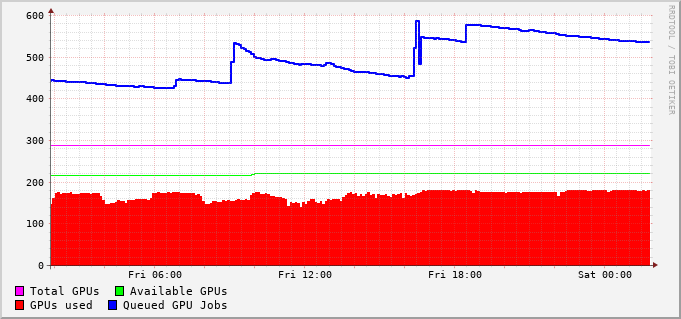 600
500
400
300
200
100
0
Fri 06:00 Fri 12:00 Fri 18:00 Sat 00:00
Total GPUs Available GPUs
GPUs used Queued GPU Jobs
RRDTOOL / TOBI OETIKER